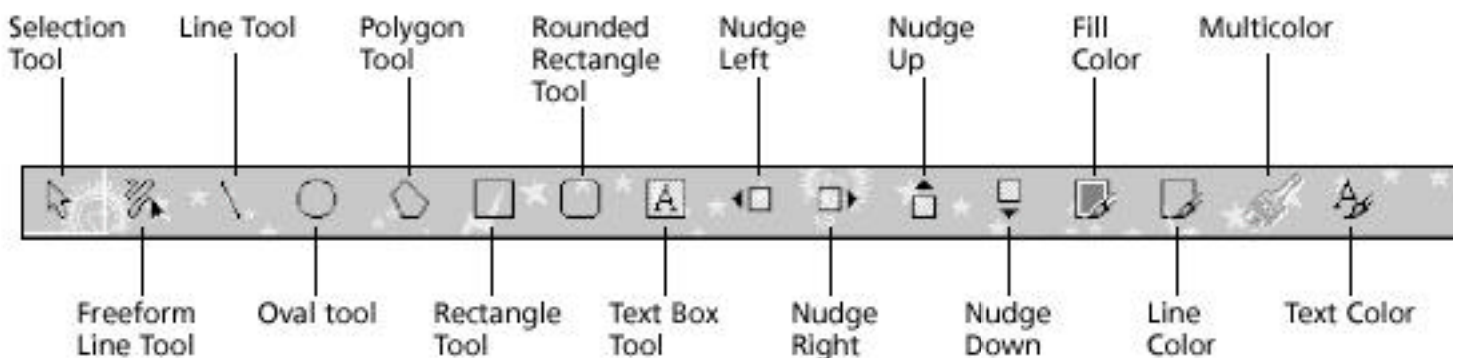 Selection
Tool
Line Tool
Polygon
Tool
Rounded
Rectangle
Tool
Nudge
Left
Nudge
Up
Fill
Color
Multicolor
A
A
Freeform
Line Tool
Oval tool
Rectangle
Tool
Text Box
Tool
Nudge
Right
Nudge
Down
Line
Color
Text Color